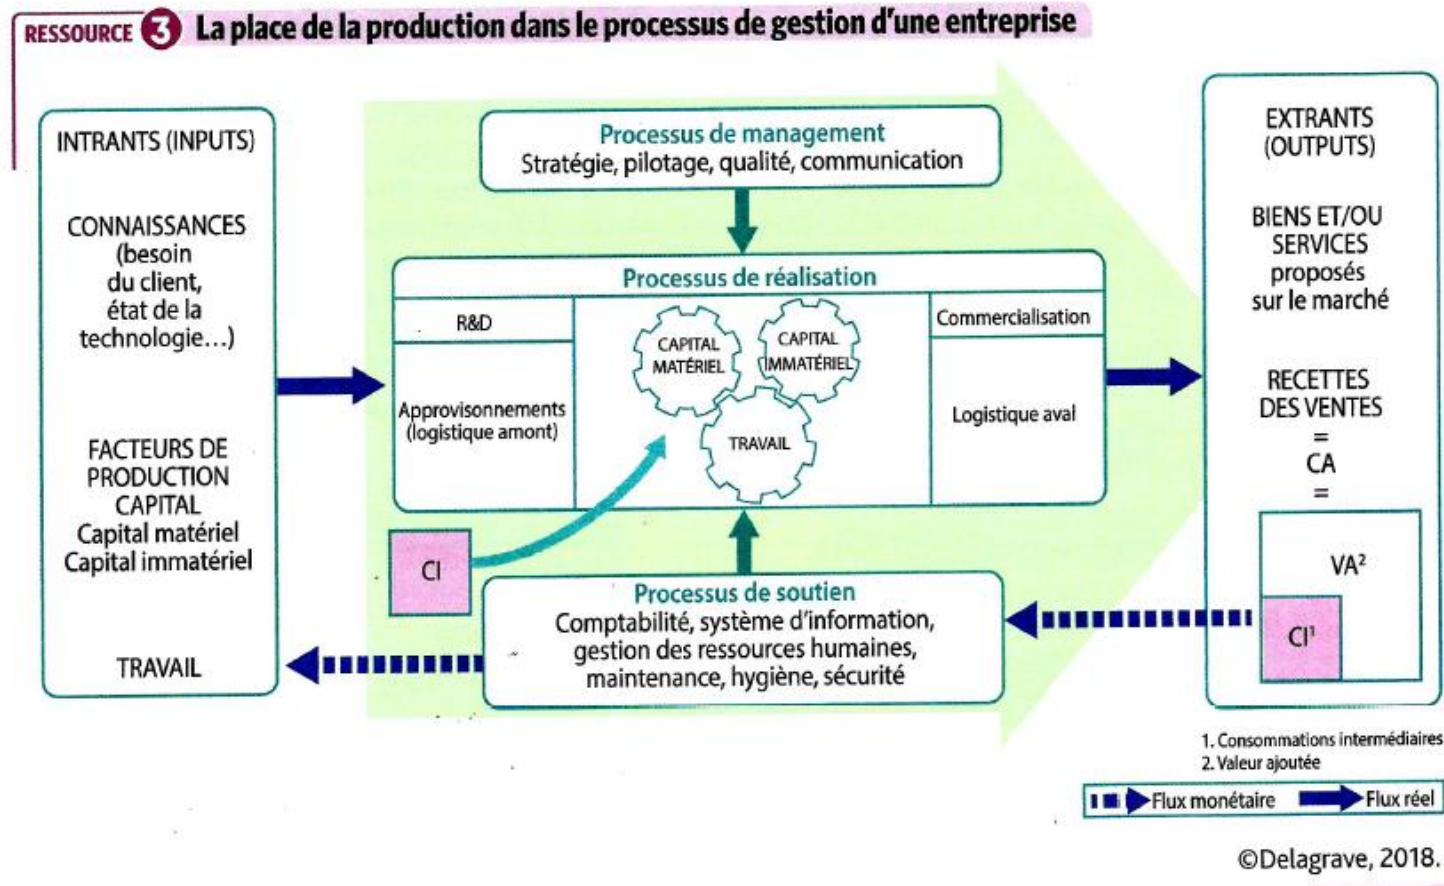 RESSOURCE 3 La place de la production dans le processus de gestion d'une entreprise
INTRANTS (INPUTS)
CONNAISSANCES
(besoin
du client,
état de la
technologie...)
FACTEURS DE
PRODUCTION
CAPITAL
Capital matériel
Capital immatériel
TRAVAIL
Processus de management
Stratégie, pilotage, qualité, communication
Processus de réalisation
R&D
Approvisonnements
(logistique amont)
CAPITAL
MATÉRIEL
CAPITAL
IMMATÉRIEL
TRAVAIL
Commercialisation
Logistique aval
CI
Processus de soutien
Comptabilité, système d'information,
gestion des ressources humaines,
maintenance, hygiène, sécurité
EXTRANTS
(OUTPUTS)
BIENS ET/OU
SERVICES
proposés
sur le marché
RECETTES
DES VENTES
=
CA
=
VA²
CI¹
1. Consommations intermédiaires
2. Valeur ajoutée
Flux monétaire Flux réel
©Delagrave, 2018.